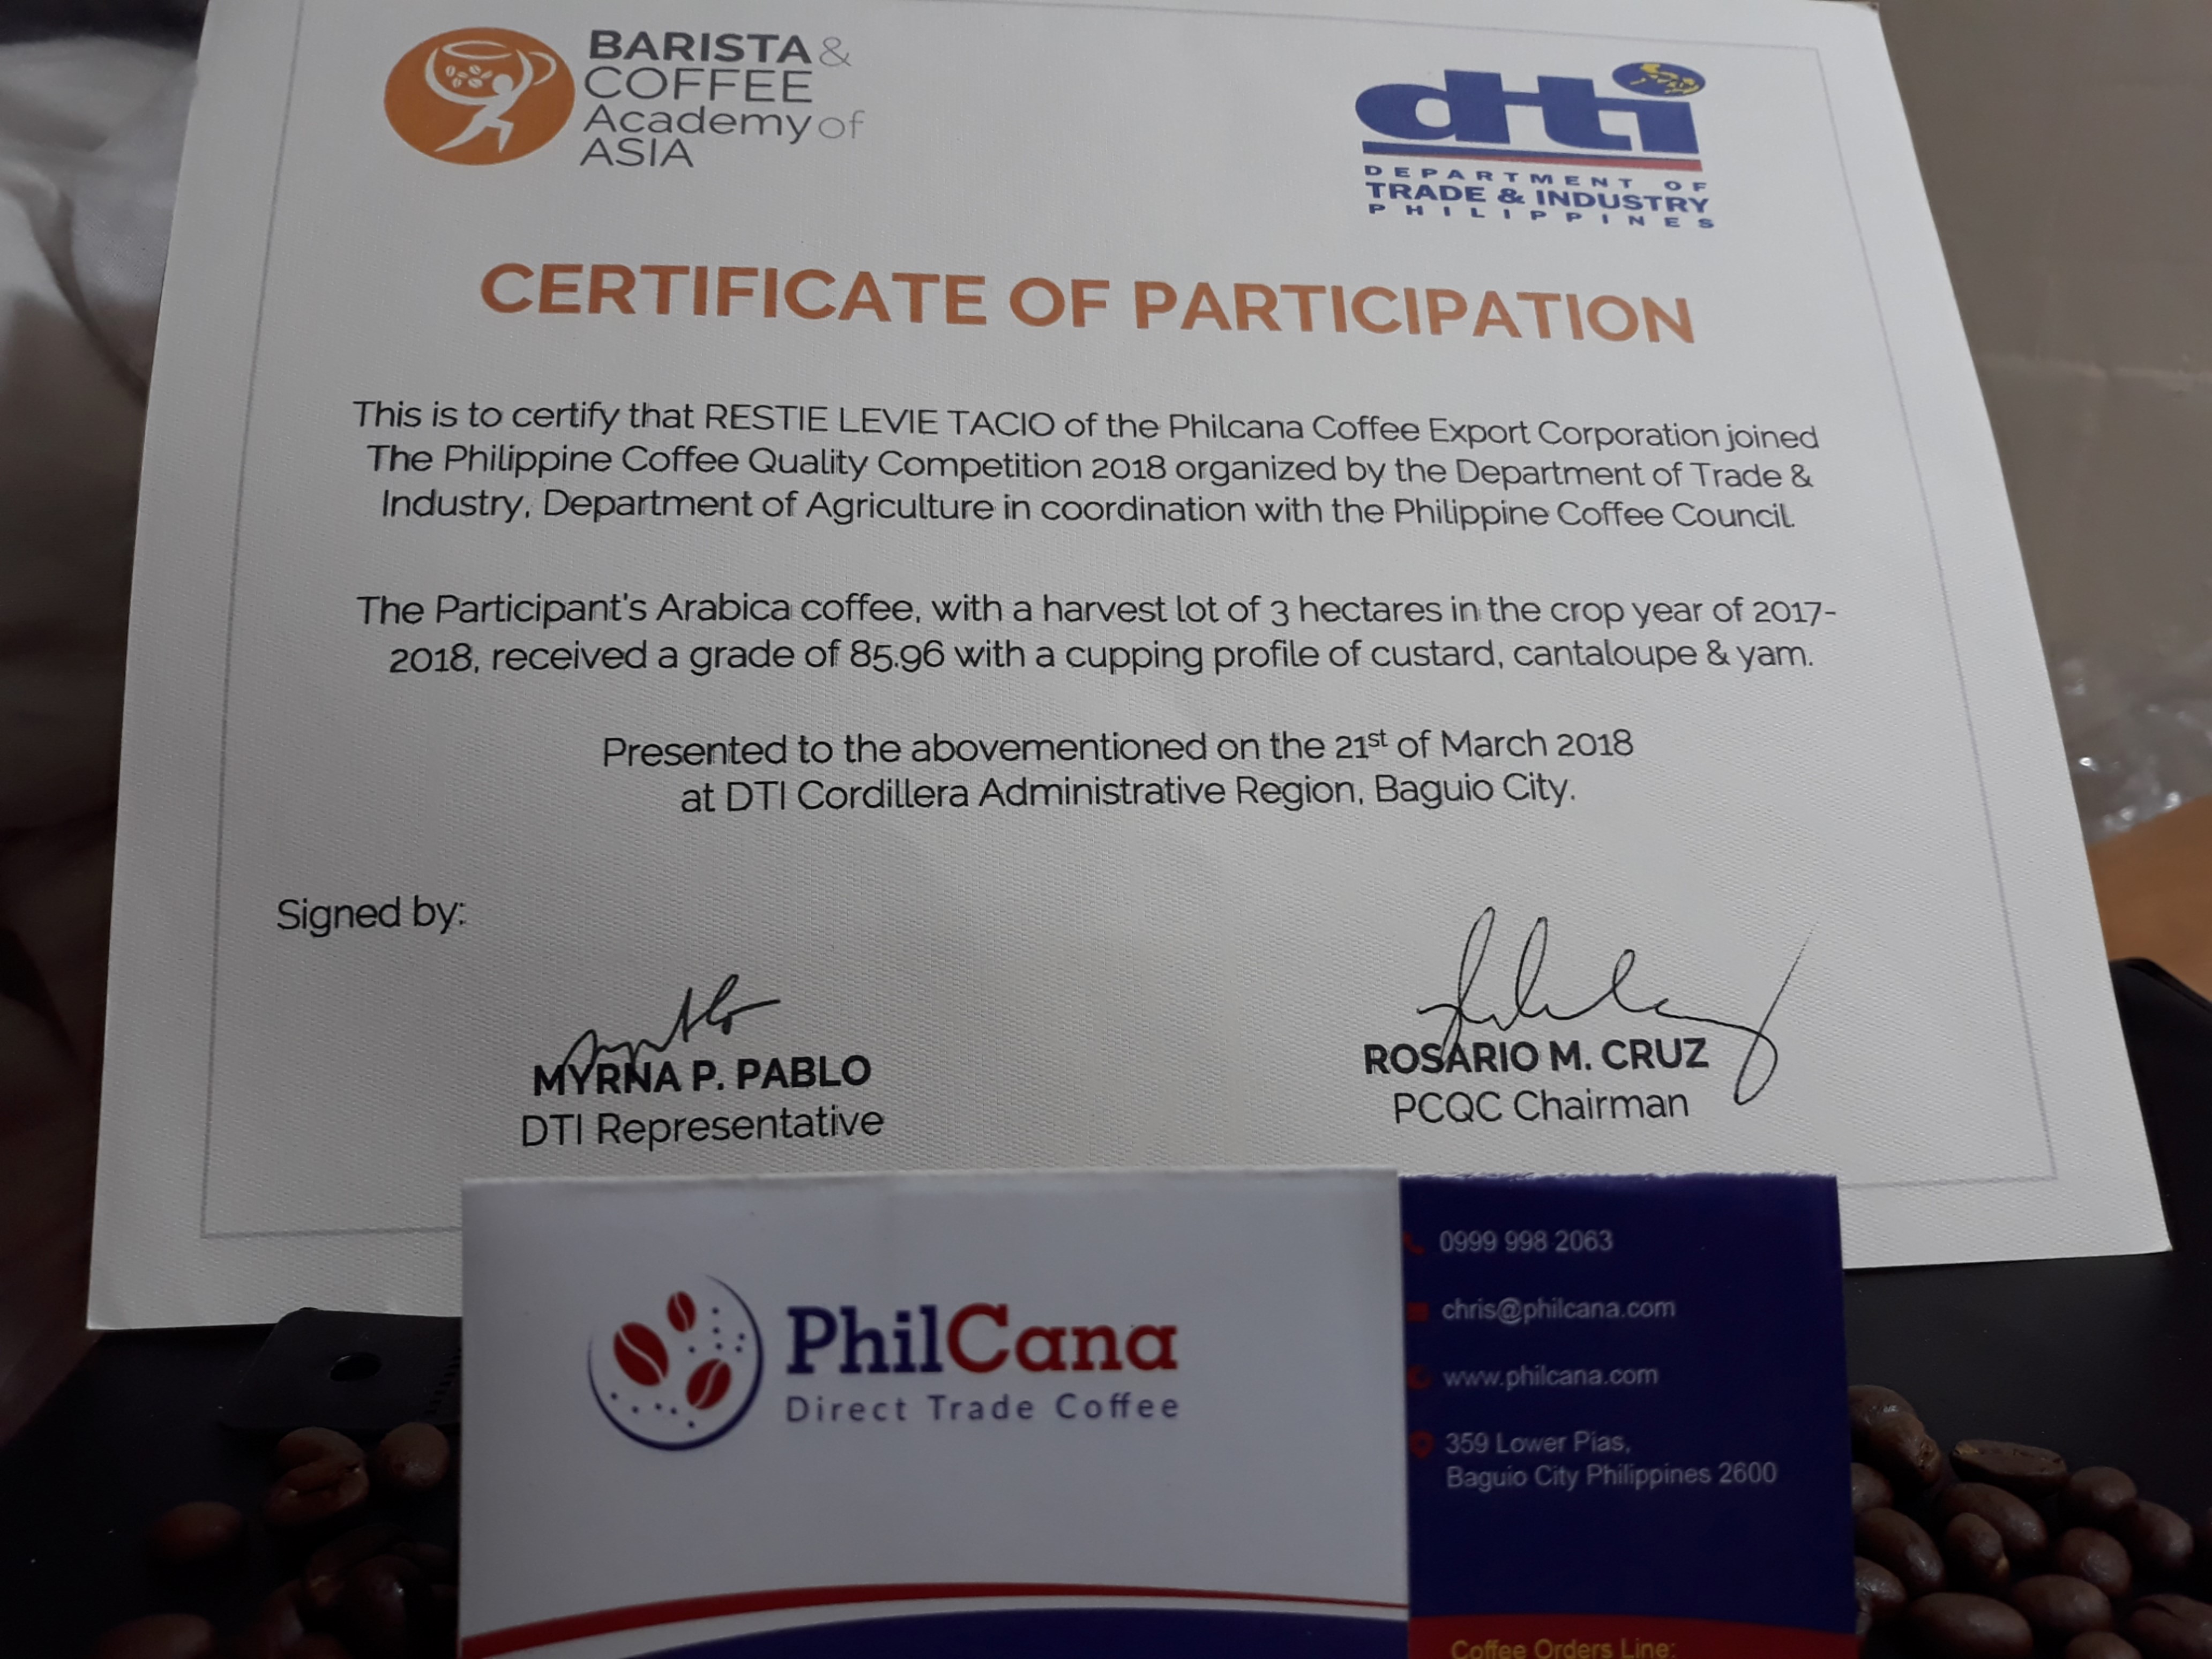 BARISTA &
COFFEE
Academy of
ASIA
dti
DEPARTMENT OF
TRADE & INDUSTRY
PHILIPPINES
CERTIFICATE OF PARTICIPATION
This is to certify that RESTIE LEVIE TACIO of the Philcana Coffee Export Corporation joined
The Philippine Coffee Quality Competition 2018 organized by the Department of Trade &
Industry, Department of Agriculture in coordination with the Philippine Coffee Council.
The Participant's Arabica coffee, with a harvest lot of 3 hectares in the crop year of 2017-
2018, received a grade of 85.96 with a cupping profile of custard, cantaloupe & yam.
Presented to the abovementioned on the 21st of March 2018
at DTI Cordillera Administrative Region, Baguio City.
Signed by:
MYRNA P. PABLO
DTI Representative
ROSARIO M. CRUZ
PCQC Chairman
PhilCana
Direct Trade Coffee
0999 998 2063
chris@philcana.com
www.philcana.com
359 Lower Pias,
Baguio City Philippines 2600
Coffee Orders Line: